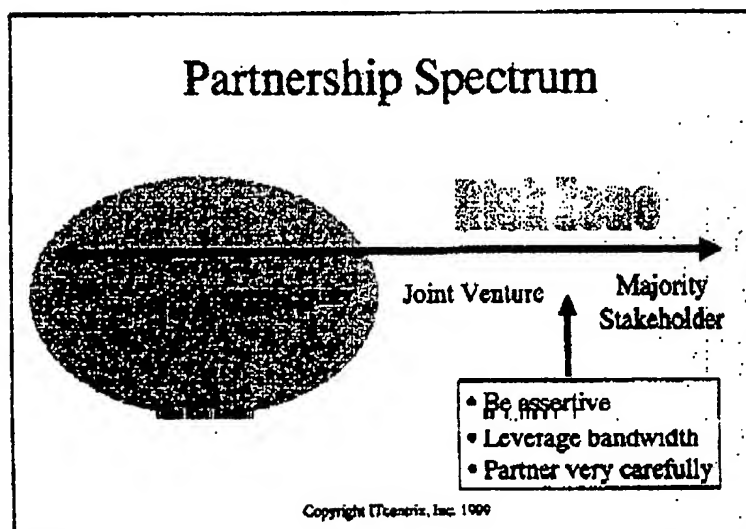 Partnership Spectrum
Joint Venture
Majority
Stakeholder
• Be assertive
• Leverage bandwidth
• Partner very carefully
Copyright ITcentrix, Inc. 1999